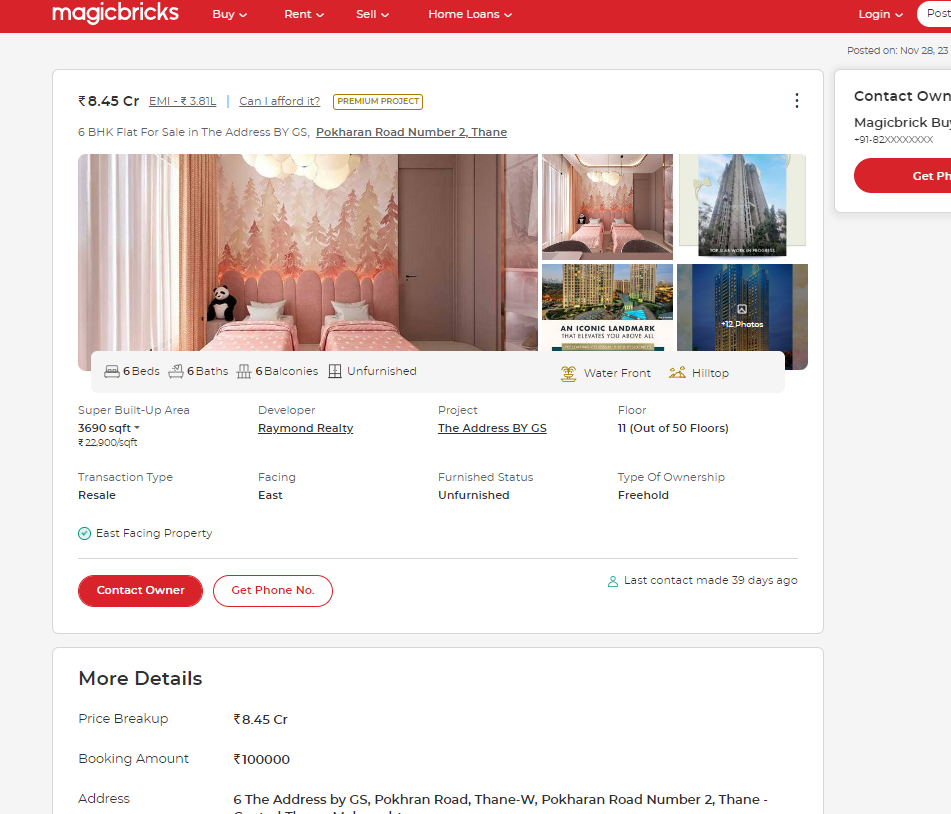 magicbricks
Buy Rent Sell Home Loans Login Post
Posted on: Nov 28, 23
₹8.45 Cr EMI - ₹ 3.81L | Can I afford it? PREMIUM PROJECT
6 BHK Flat For Sale in The Address BY GS, Pokharan Road Number 2, Thane
Contact Own
Magicbrick Bu
+91-82XXXXXXXX
Get Ph
TOP SLAB WORK IN PROGRESS
AN ICONIC LANDMARK
THAT ELEVATES YOU ABOVE ALL
+12 Photos
6 Beds 6 Baths 6 Balconies Unfurnished Water Front Hilltop
Super Built-Up Area Developer Project Floor
3690 sqft Raymond Realty The Address BY GS 11 (Out of 50 Floors)
₹ 22,900/sqft
Transaction Type Facing Furnished Status Type Of Ownership
Resale East Unfurnished Freehold
East Facing Property
Contact Owner Get Phone No. Last contact made 39 days ago
More Details
Price Breakup ₹8.45 Cr
Booking Amount ₹100000
Address 6 The Address by GS, Pokhran Road, Thane-W, Pokharan Road Number 2, Thane -